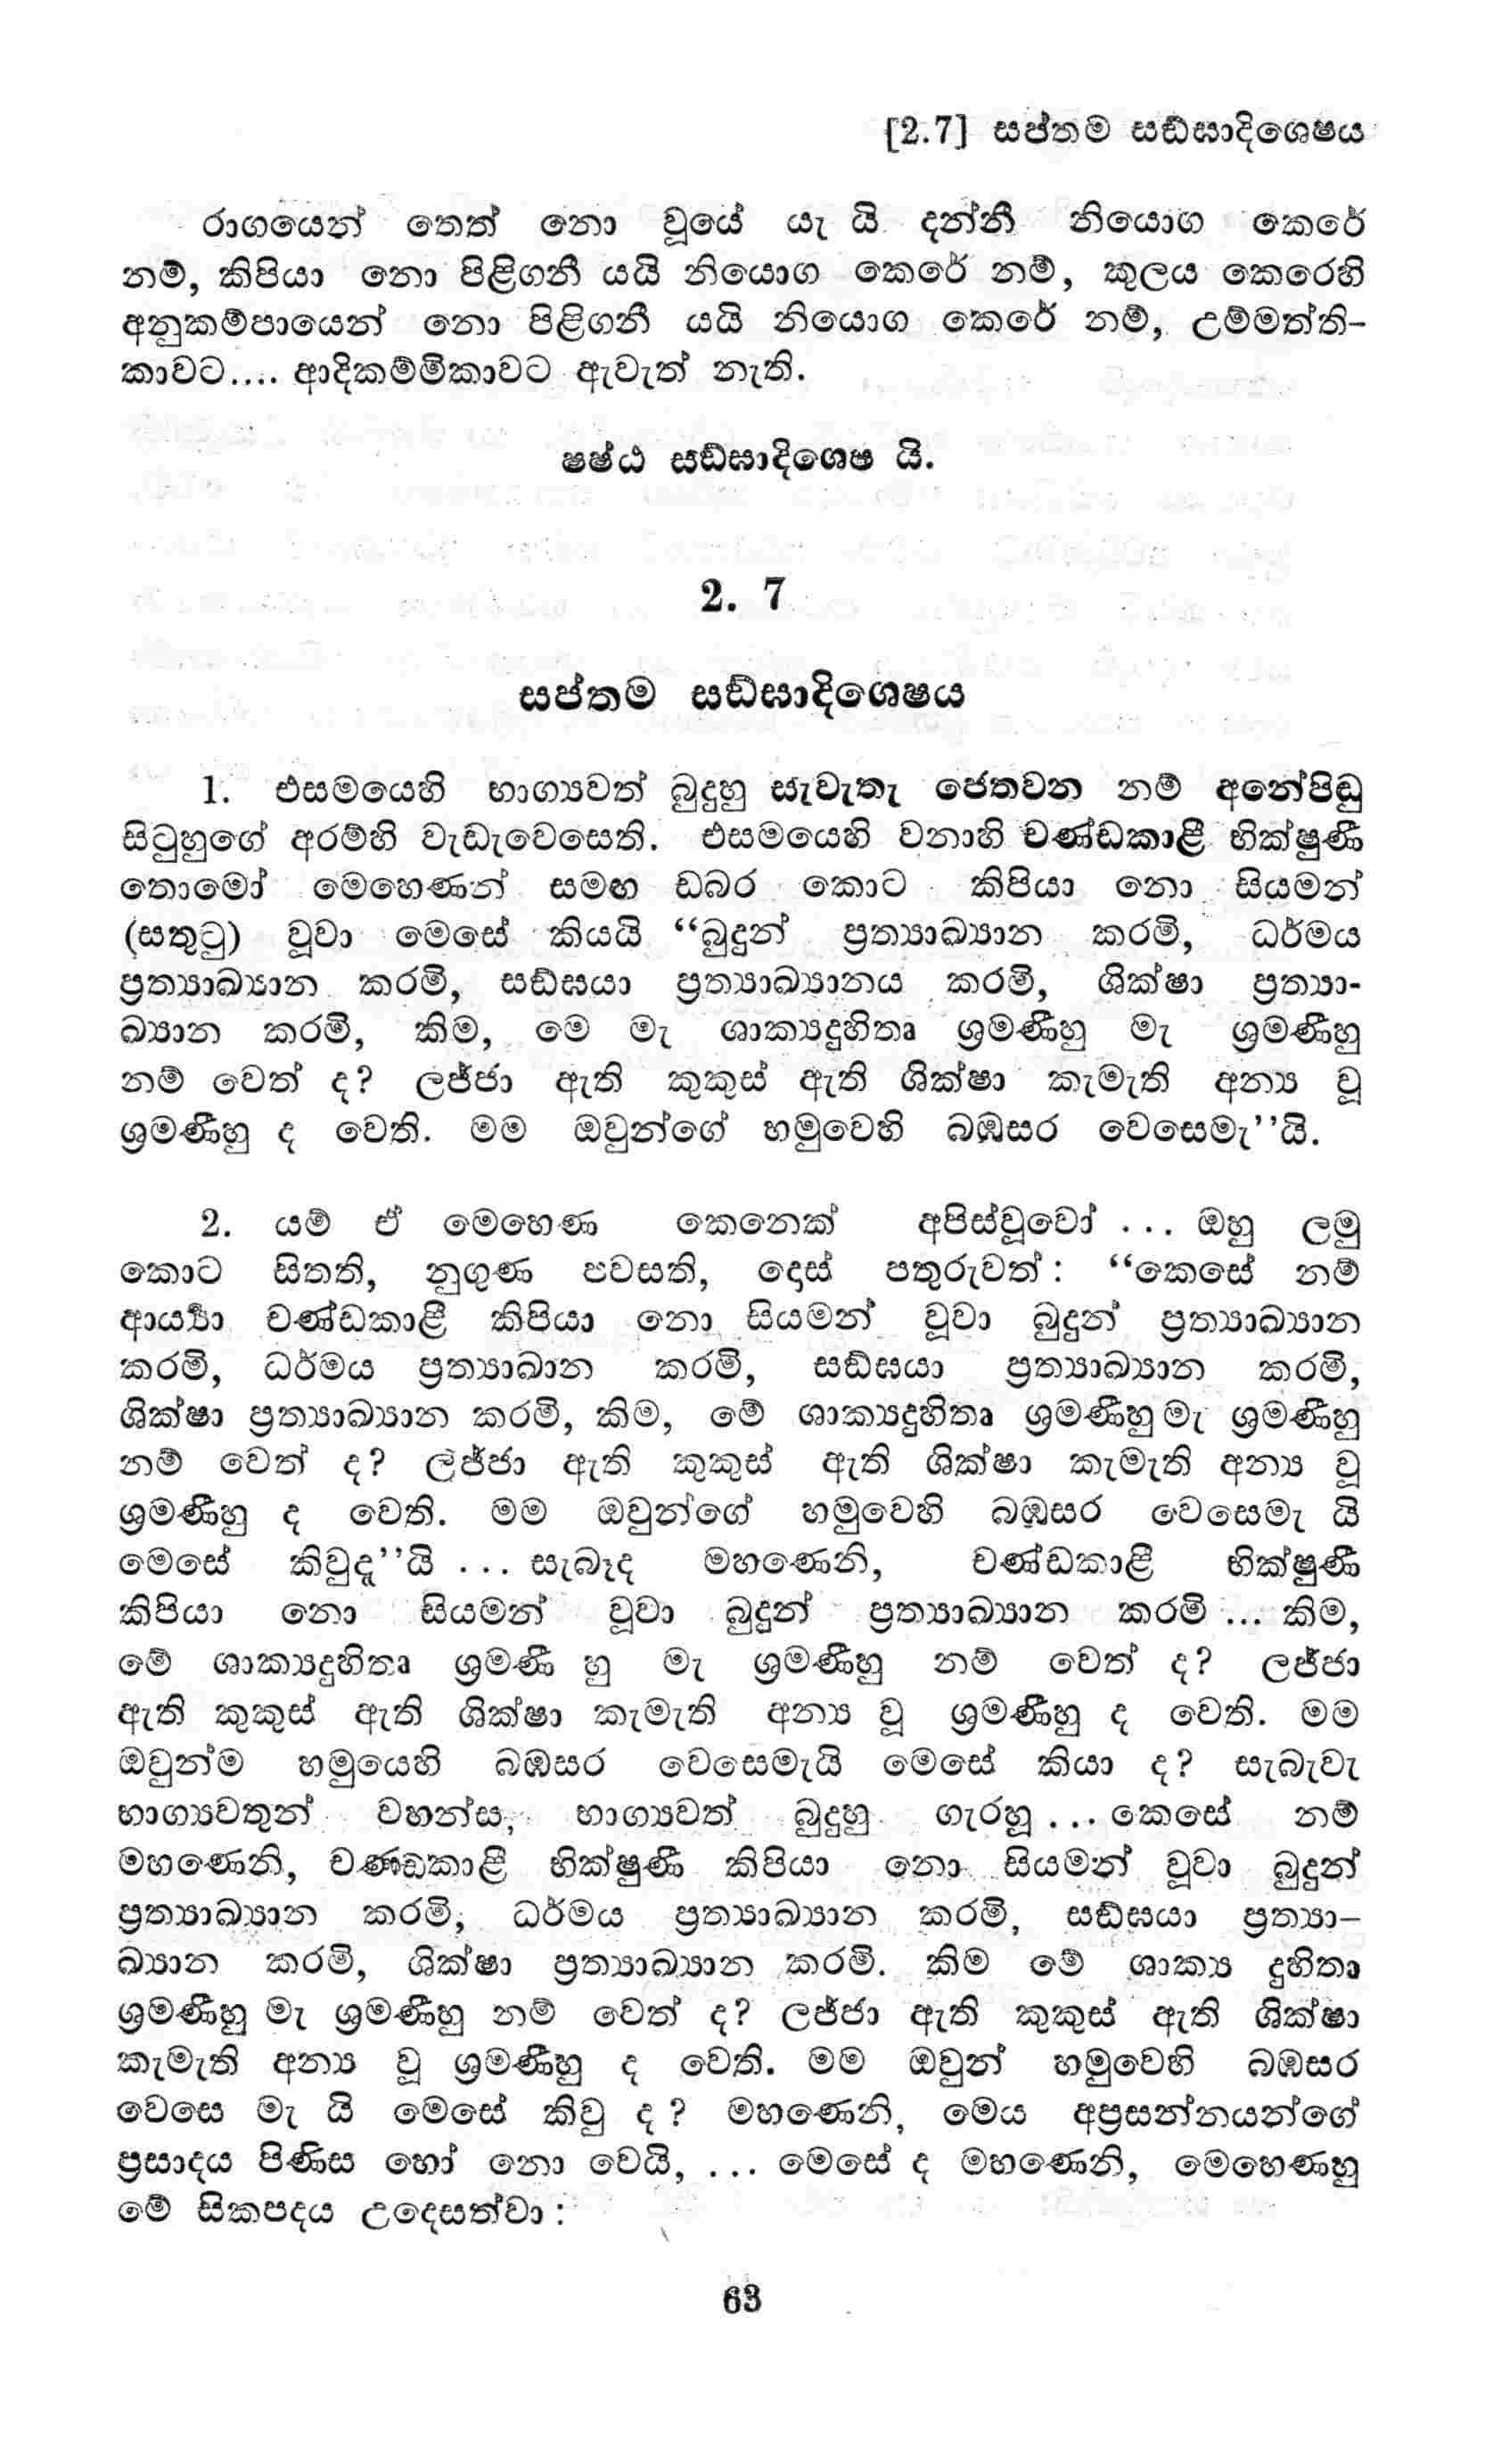 [2.7] සප්තම සඞ්ඝාදිශෙෂය
රාගයෙන් තෙත් නො වූයේ යැ යි දන්නී නියොග කෙරේ
නම්, කිපියා නො පිළිගනී යයි නියොග කෙරේ නම්, කුලය කෙරෙහි
අනුකම්පායෙන් නො පිළිගනී යයි නියොග කෙරේ නම්, උම්මත්ති-
කාවට.... ආදිකම්මිකාවට ඇවැත් නැති.
ෂෂ්ඨ සඞ්ඝාදිශෙෂ යි.
2. 7
සප්තම සඞ්ඝාදිශෙෂය
1. එසමයෙහි භාග්‍යවත් බුදුහු සැවැතැ ජෙතවන නම් අනේපිඬු
සිටුහුගේ අරම්හි වැඩැවෙසෙති. එසමයෙහි වනාහි චණ්ඩකාළී භික්ෂුණී
තොමෝ මෙහෙණන් සමඟ ඩබර කොට කිපියා නො සියමන්
(සතුටු) වූවා මෙසේ කියයි “බුදුන් ප්‍රත්‍යාඛ්‍යාන කරමි, ධර්මය
ප්‍රත්‍යාඛ්‍යාන කරමි, සඞ්ඝයා ප්‍රත්‍යාඛ්‍යානය කරමි, ශික්ෂා ප්‍රත්‍යා-
ඛ්‍යාන කරමි, කිම, මෙ මැ ශාක්‍යදුහිතෘ ශ්‍රමණීහු මැ ශ්‍රමණීහු
නම් වෙත් ද? ලජ්ජා ඇති කුකුස් ඇති ශික්ෂා කැමැති අන්‍ය වූ
ශ්‍රමණීහු ද වෙති. මම ඔවුන්ගේ හමුවෙහි බඹසර වෙසෙමැ’’යි.
2. යම් ඒ මෙහෙණ කෙනෙක් අපිස්වූවෝ ... ඔහු ලමු
කොට සිතති, නුගුණ පවසති, දොස් පතුරුවත්: “කෙසේ නම්
ආර්‍ය්‍යා චණ්ඩකාළී කිපියා නො සියමන් වූවා බුදුන් ප්‍රත්‍යාඛ්‍යාන
කරමි, ධර්මය ප්‍රත්‍යාඛාන කරමි, සඞ්ඝයා ප්‍රත්‍යාඛ්‍යාන කරමි,
ශික්ෂා ප්‍රත්‍යාඛ්‍යාන කරමි, කිම, මේ ශාක්‍යදුහිතෘ ශ්‍රමණීහු මැ ශ්‍රමණීහු
නම් වෙත් ද? ලජ්ජා ඇති කුකුස් ඇති ශික්ෂා කැමැති අන්‍ය වූ
ශ්‍රමණීහු ද වෙති. මම ඔවුන්ගේ හමුවෙහි බඹසර වෙසෙමැ යි
මෙසේ කිවුදූ’’යි ... සැබෑද මහණෙනි, චණ්ඩකාළී භික්ෂුණී
කිපියා නො සියමන් වූවා බුදුන් ප්‍රත්‍යාඛ්‍යාන කරමි ... කිම,
මේ ශාක්‍යදුහිතෘ ශ්‍රමණී හු මැ ශ්‍රමණීහු නම් වෙත් ද? ලජ්ජා
ඇති කුකුස් ඇති ශික්ෂා කැමැති අන්‍ය වූ ශ්‍රමණීහු ද වෙති. මම
ඔවුන්ම හමුයෙහි බඹසර වෙසෙමැයි මෙසේ කියා ද? සැබැවැ
භාග්‍යවතුන් වහන්ස, භාග්‍යවත් බුදුහු ගැරහූ ... කෙසේ නම්
මහණෙනි, චණ්ඩකාළී භික්ෂුණී කිපියා නො සියමන් වූවා බුදුන්
ප්‍රත්‍යාඛ්‍යාන කරමි, ධර්මය ප්‍රත්‍යාඛ්‍යාන කරමි, සඞ්ඝයා ප්‍රත්‍යා-
ඛ්‍යාන කරමි, ශික්ෂා ප්‍රත්‍යාඛ්‍යාන කරමි. කිම මේ ශාක්‍ය දුහිතෘ
ශ්‍රමණීහු මැ ශ්‍රමණීහු නම් වෙත් ද? ලජ්ජා ඇති කුකුස් ඇති ශික්ෂා
කැමැති අන්‍ය වූ ශ්‍රමණීහු ද වෙති. මම ඔවුන් හමුවෙහි බඹසර
වෙසෙ මැ යි මෙසේ කිවු ද? මහණෙනි, මෙය අප්‍රසන්නයන්ගේ
ප්‍රසාදය පිණිස හෝ නො වෙයි, ... මෙසේ ද මහණෙනි, මෙහෙණහු
මේ සිකපදය උදෙසත්වා:
63